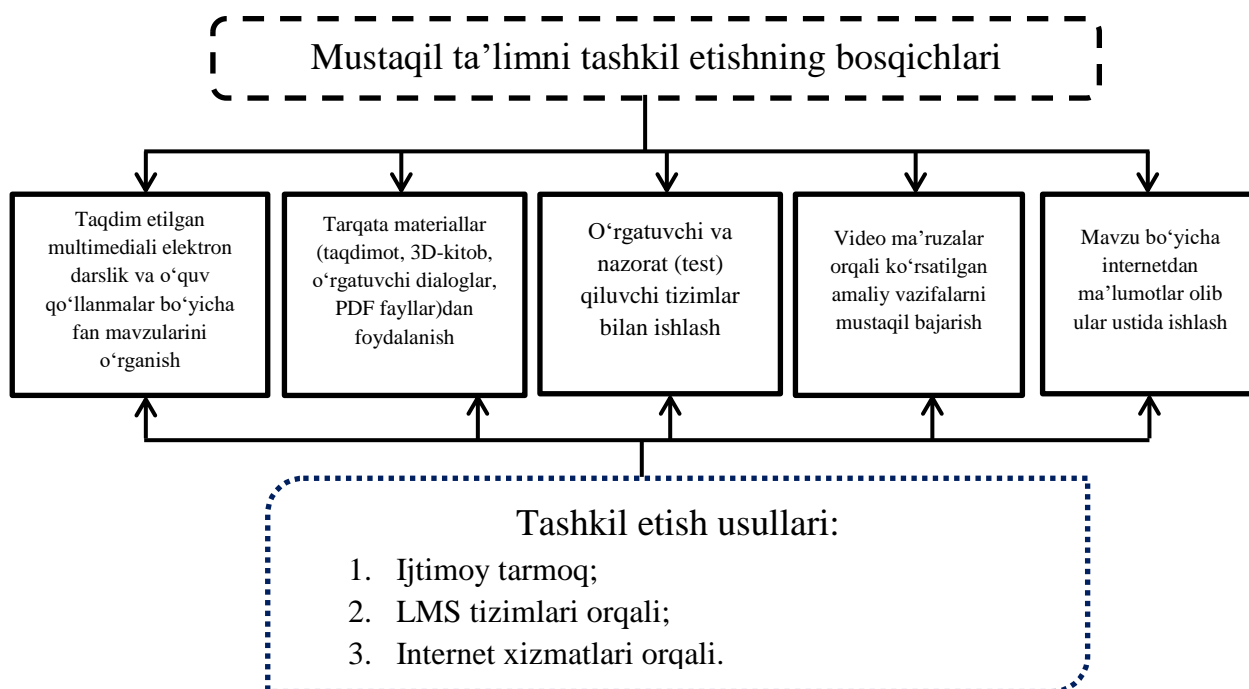 Mustaqil ta’limni tashkil etishning bosqichlari
Taqdim etilgan
multimediali elektron
darslik va o‘quv
qo‘llanmalar bo‘yicha
fan mavzularini
o‘rganish
Tarqata materiallar
(taqdimot, 3D-kitob,
o‘rgatuvchi dialoglar,
PDF fayllar)dan
foydalanish
O‘rgatuvchi va
nazorat (test)
qiluvchi tizimlar
bilan ishlash
Video ma’ruzalar
orqali ko‘rsatilgan
amaliy vazifalarni
mustaqil bajarish
Mavzu bo‘yicha
internetdan
ma’lumotlar olib
ular ustida ishlash
Tashkil etish usullari:
1. Ijtimoy tarmoq;
2. LMS tizimlari orqali;
3. Internet xizmatlari orqali.